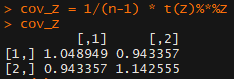 > cov_Z = 1/(n-1) * t(z)%*%z
> cov_Z
[,1] [,2]
[1,] 1.048949 0.943357
[2,] 0.943357 1.142555